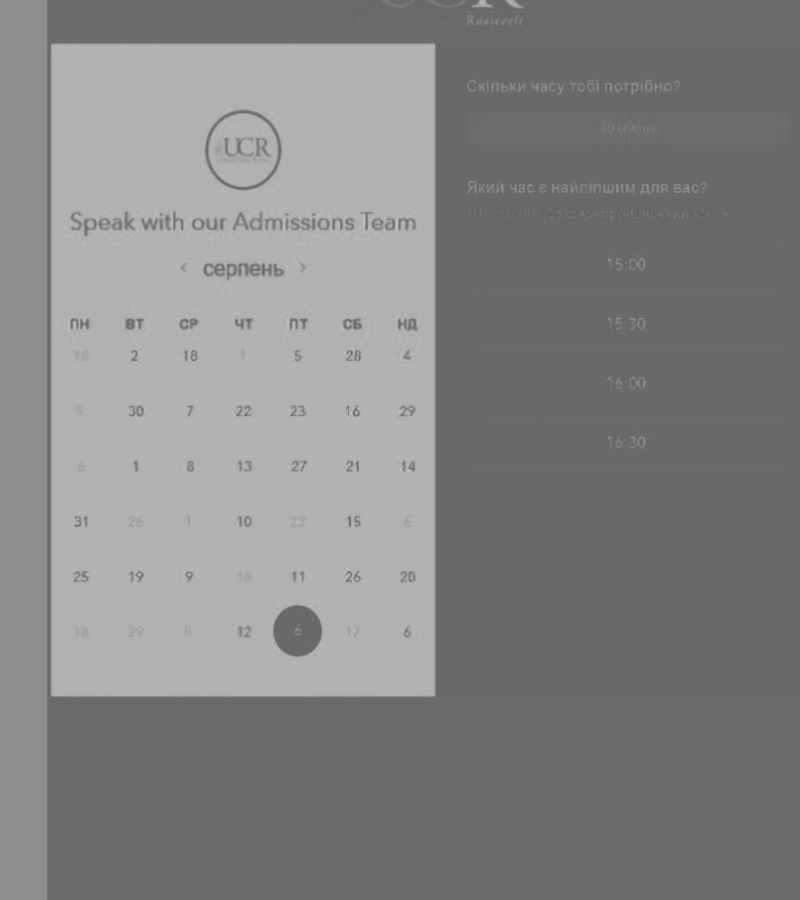 UCR
Roosevelt
UCR
Speak with our Admissions Team
< серпень >
ПН ВТ СР ЧТ ПТ СБ НД
18 2 18 1 5 28 4
5 30 7 22 23 16 29
6 1 8 13 27 21 14
31 26 1 10 23 15 6
25 19 9 18 11 26 20
18 29 5 12 6 17 6
Скільки часу тобі потрібно?
Який час є найліпшим для вас?
15:00
15:30
16:00
16:30